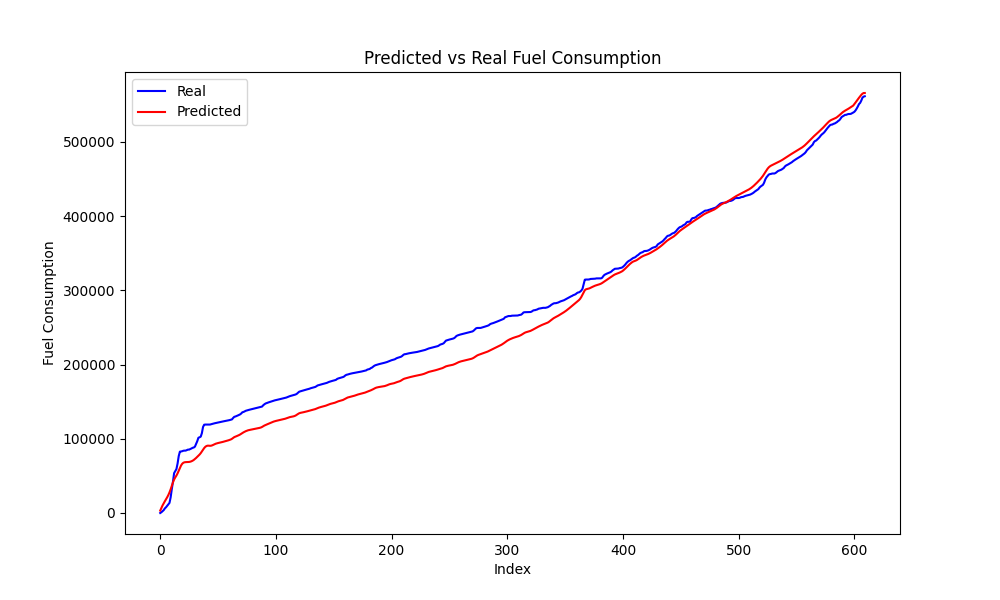 Predicted vs Real Fuel Consumption
Real
Predicted
Fuel Consumption
500000
400000
300000
200000
100000
0
0 100 200 300 400 500 600
Index